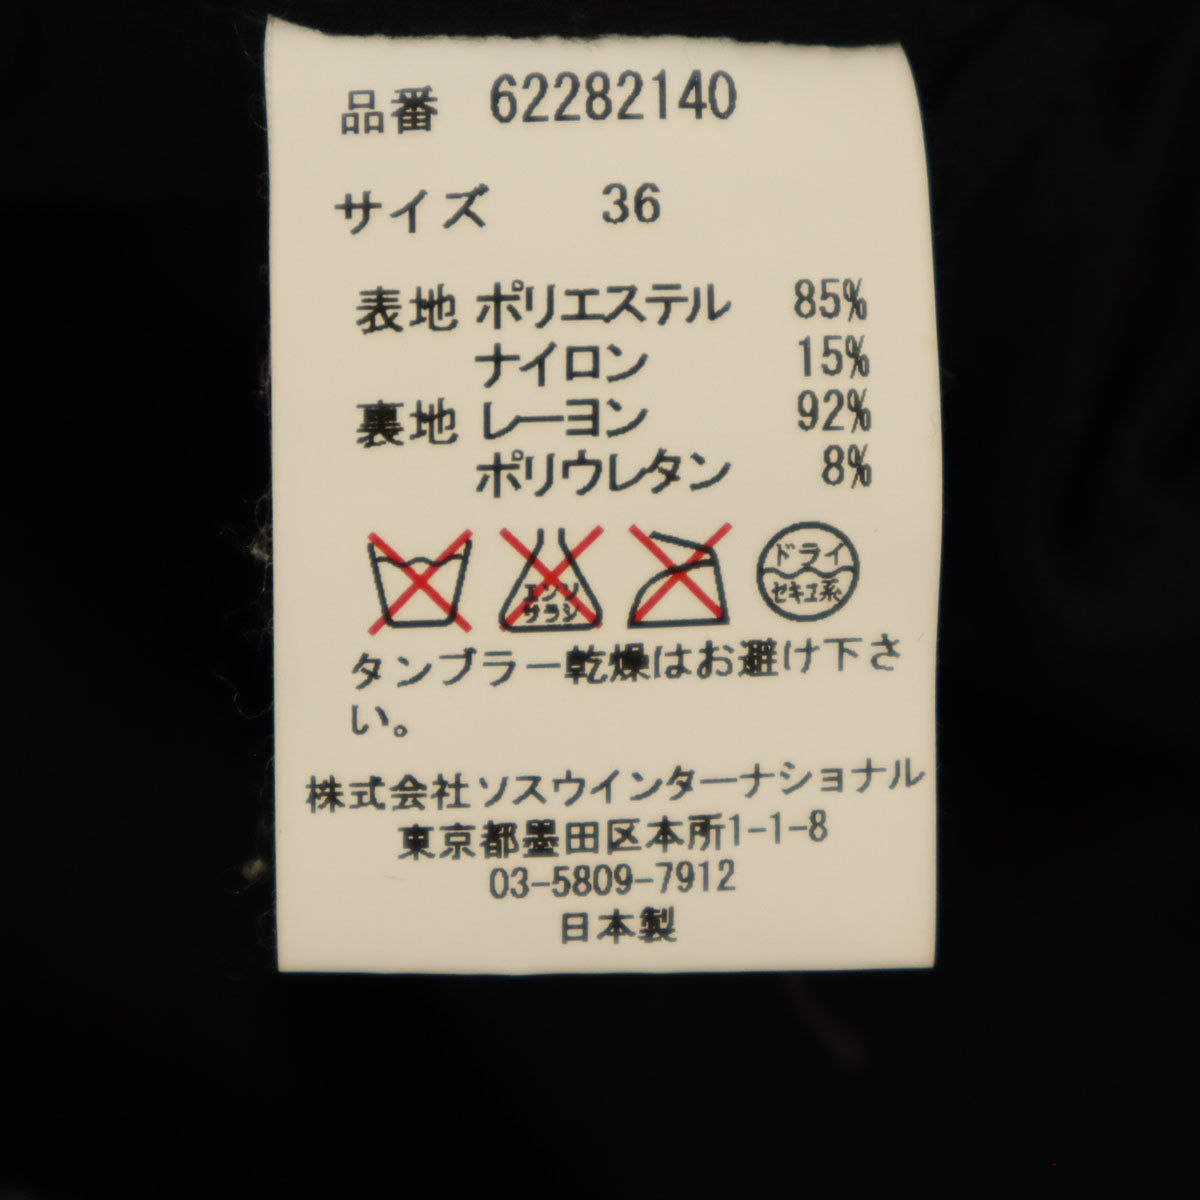 品番 62282140
サイズ 36
表地 ポリエステル 85%
ナイロン 15%
裏地 レーヨン 92%
ポリウレタン 8%
エンソ サラシ ドライ セキユ系
タンブラー乾燥はお避け下さ
い。
株式会社ソスウインターナショナル
東京都墨田区本所1-1-8
03-5809-7912
日本製